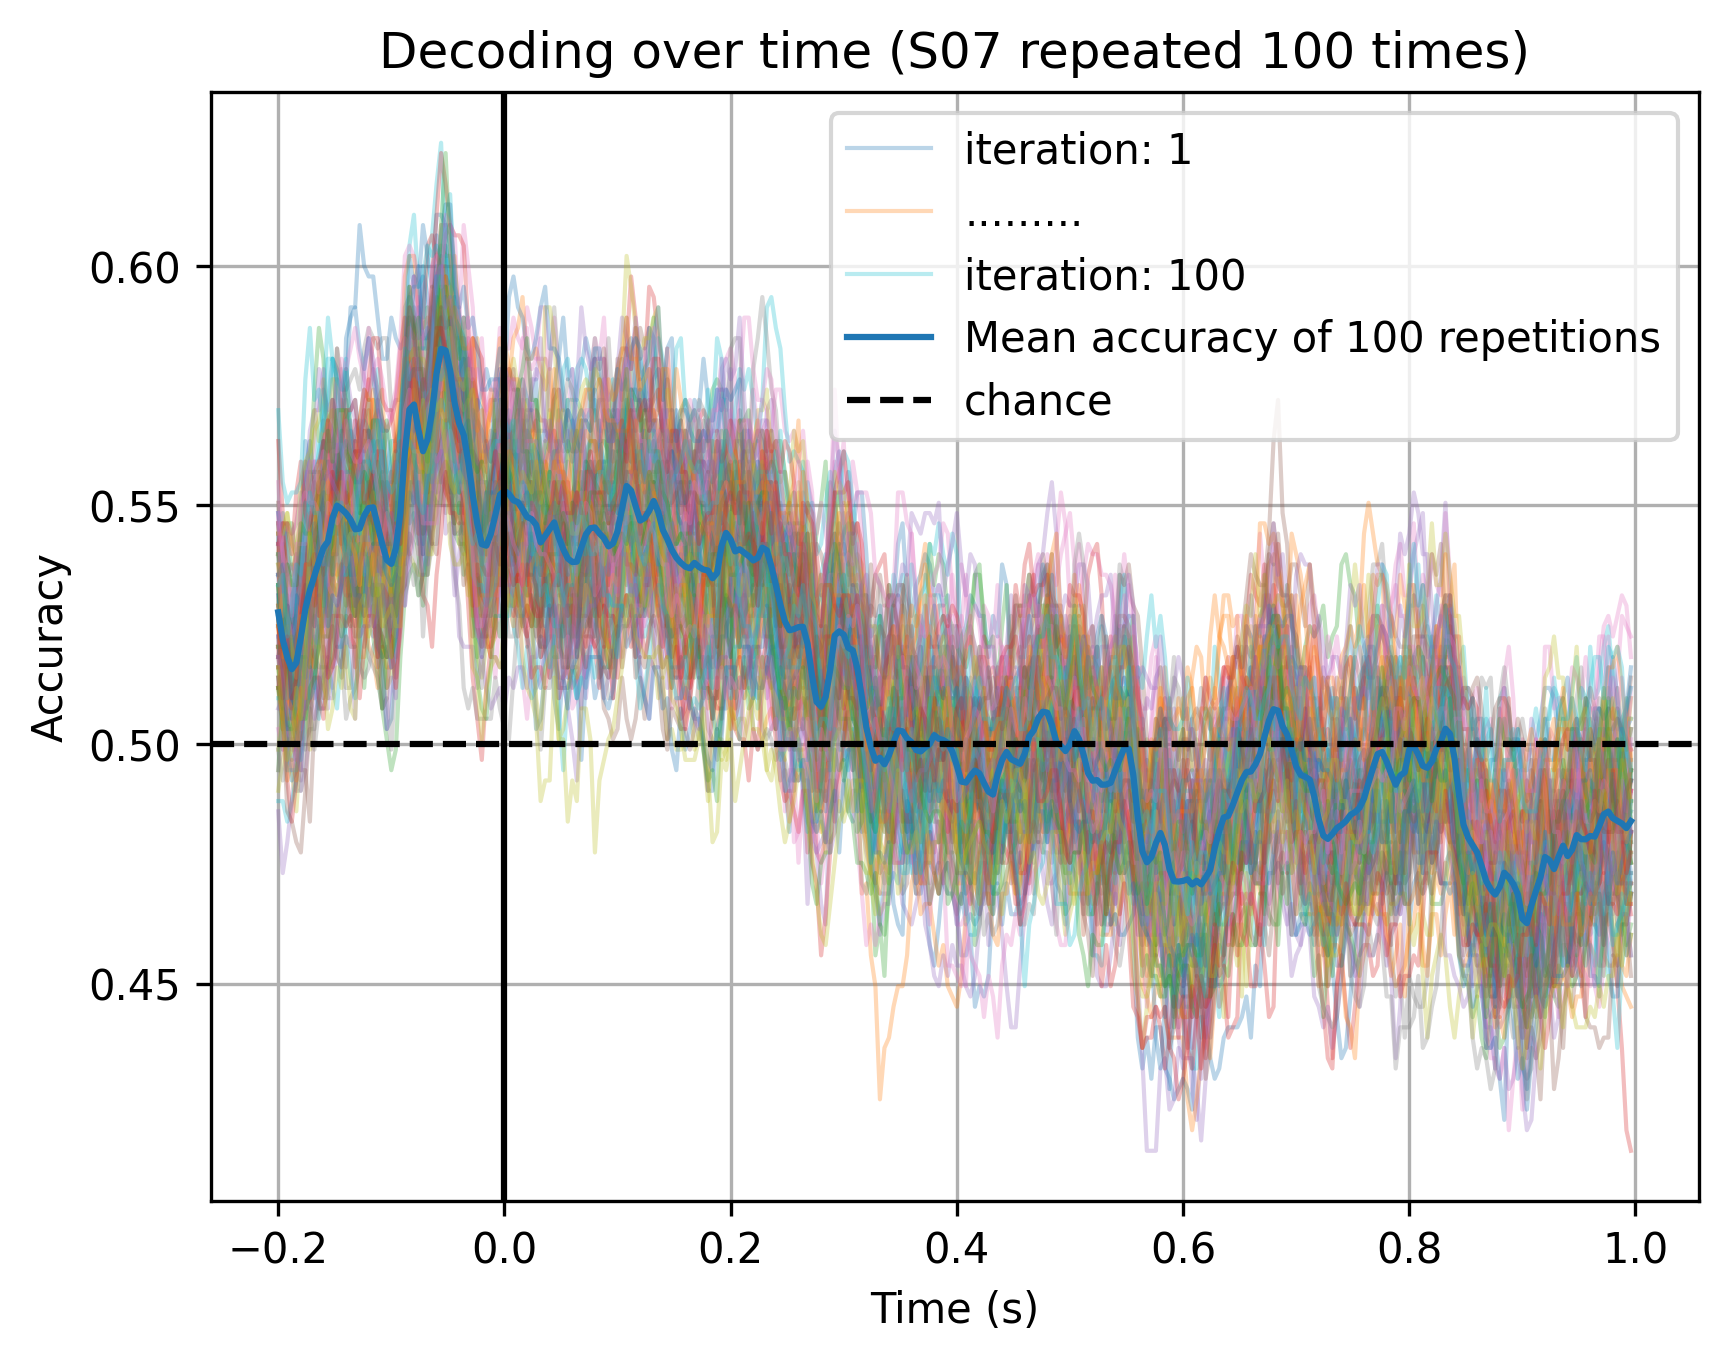 Decoding over time (S07 repeated 100 times)
iteration: 1
.........
iteration: 100
Mean accuracy of 100 repetitions
chance
Accuracy
0.60
0.55
0.50
0.45
−0.2
0.0
0.2
0.4
0.6
0.8
1.0
Time (s)